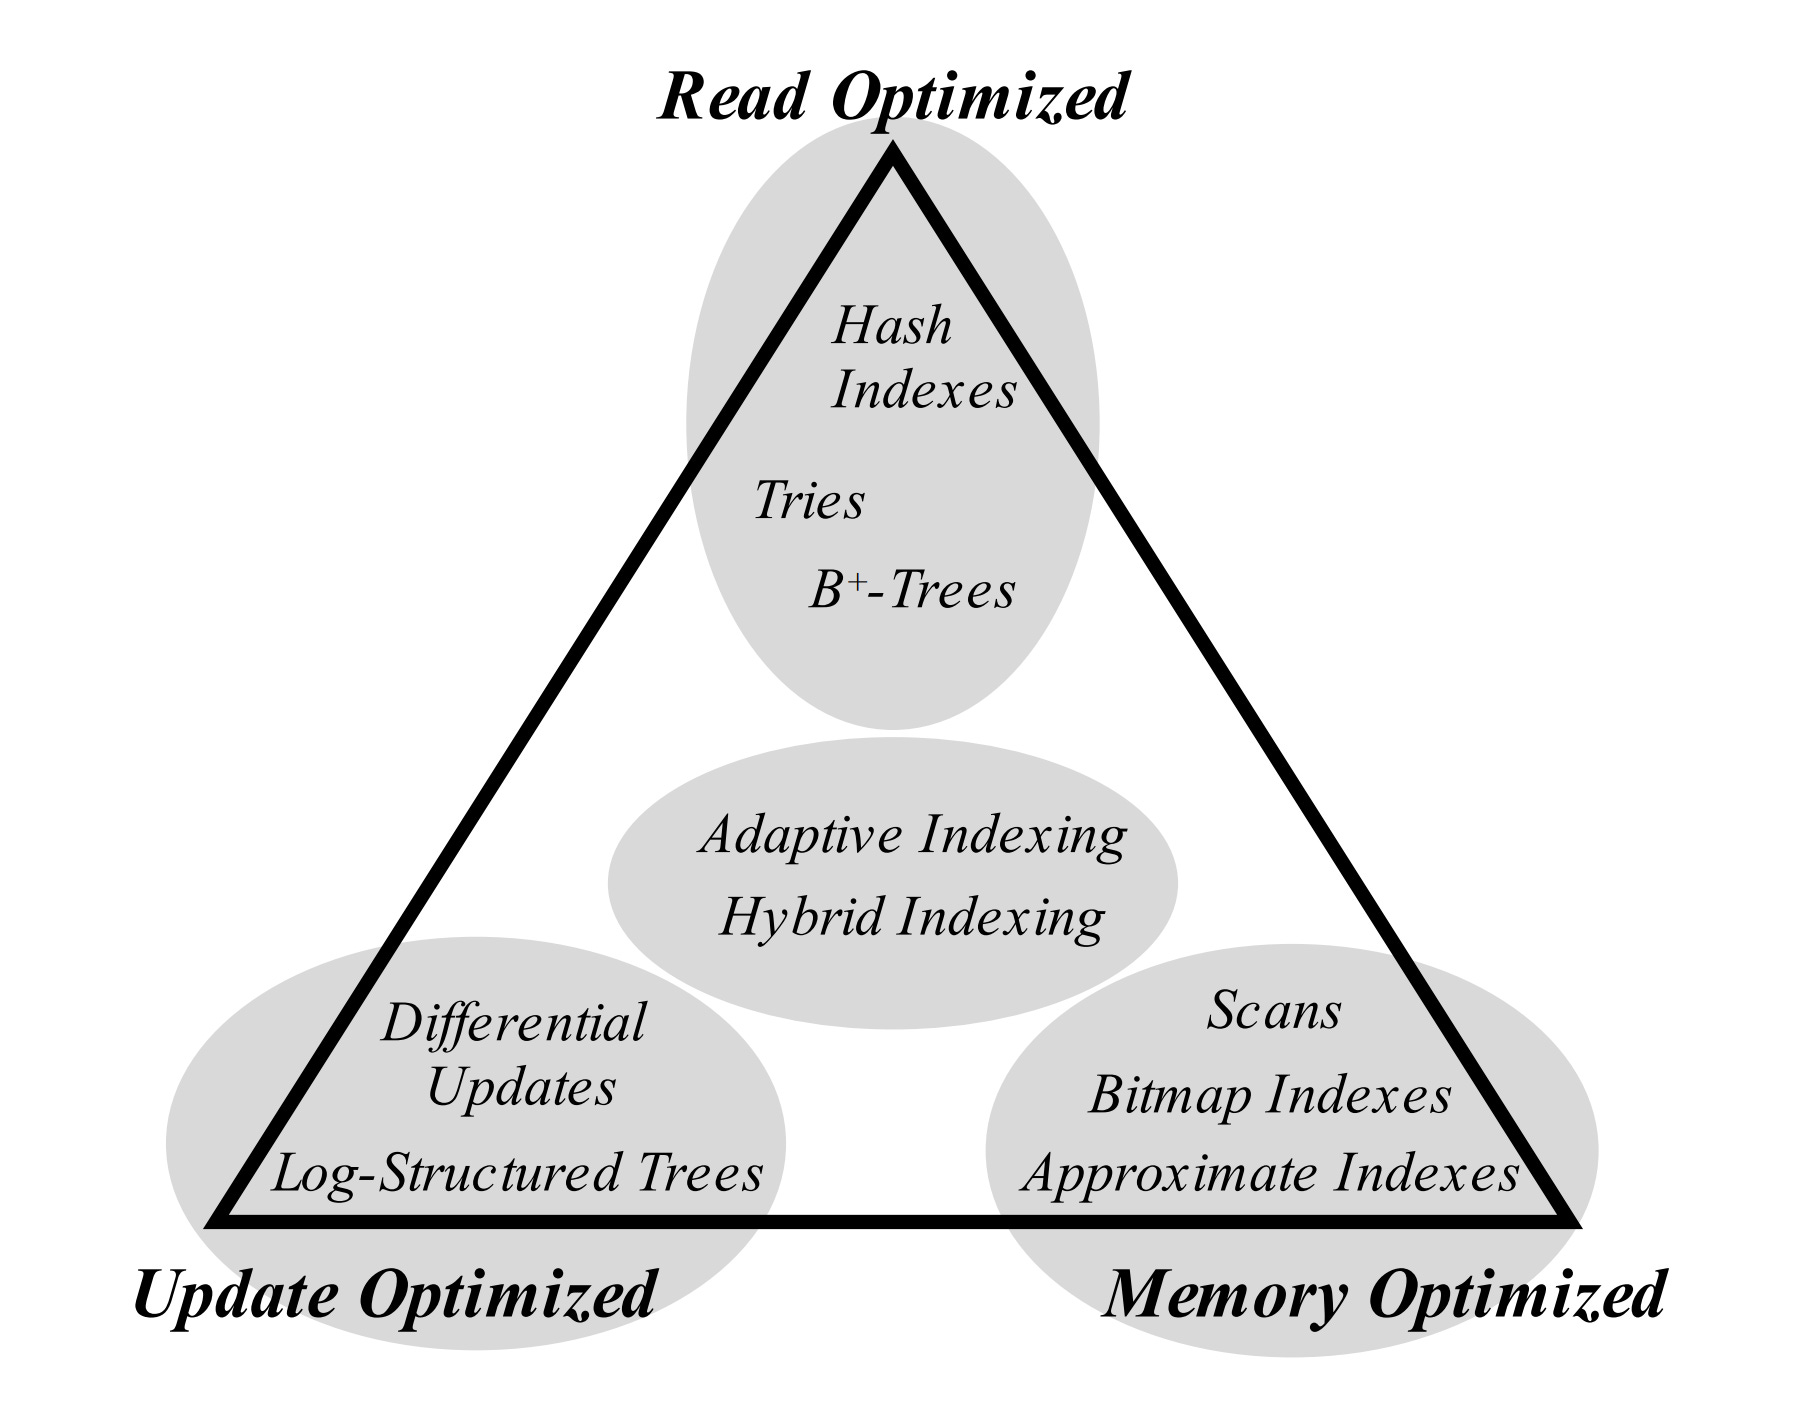 Read Optimized
Hash
Indexes
Tries
B⁺-Trees
Adaptive Indexing
Hybrid Indexing
Differential
Updates
Log-Structured Trees
Scans
Bitmap Indexes
Approximate Indexes
Update Optimized
Memory Optimized